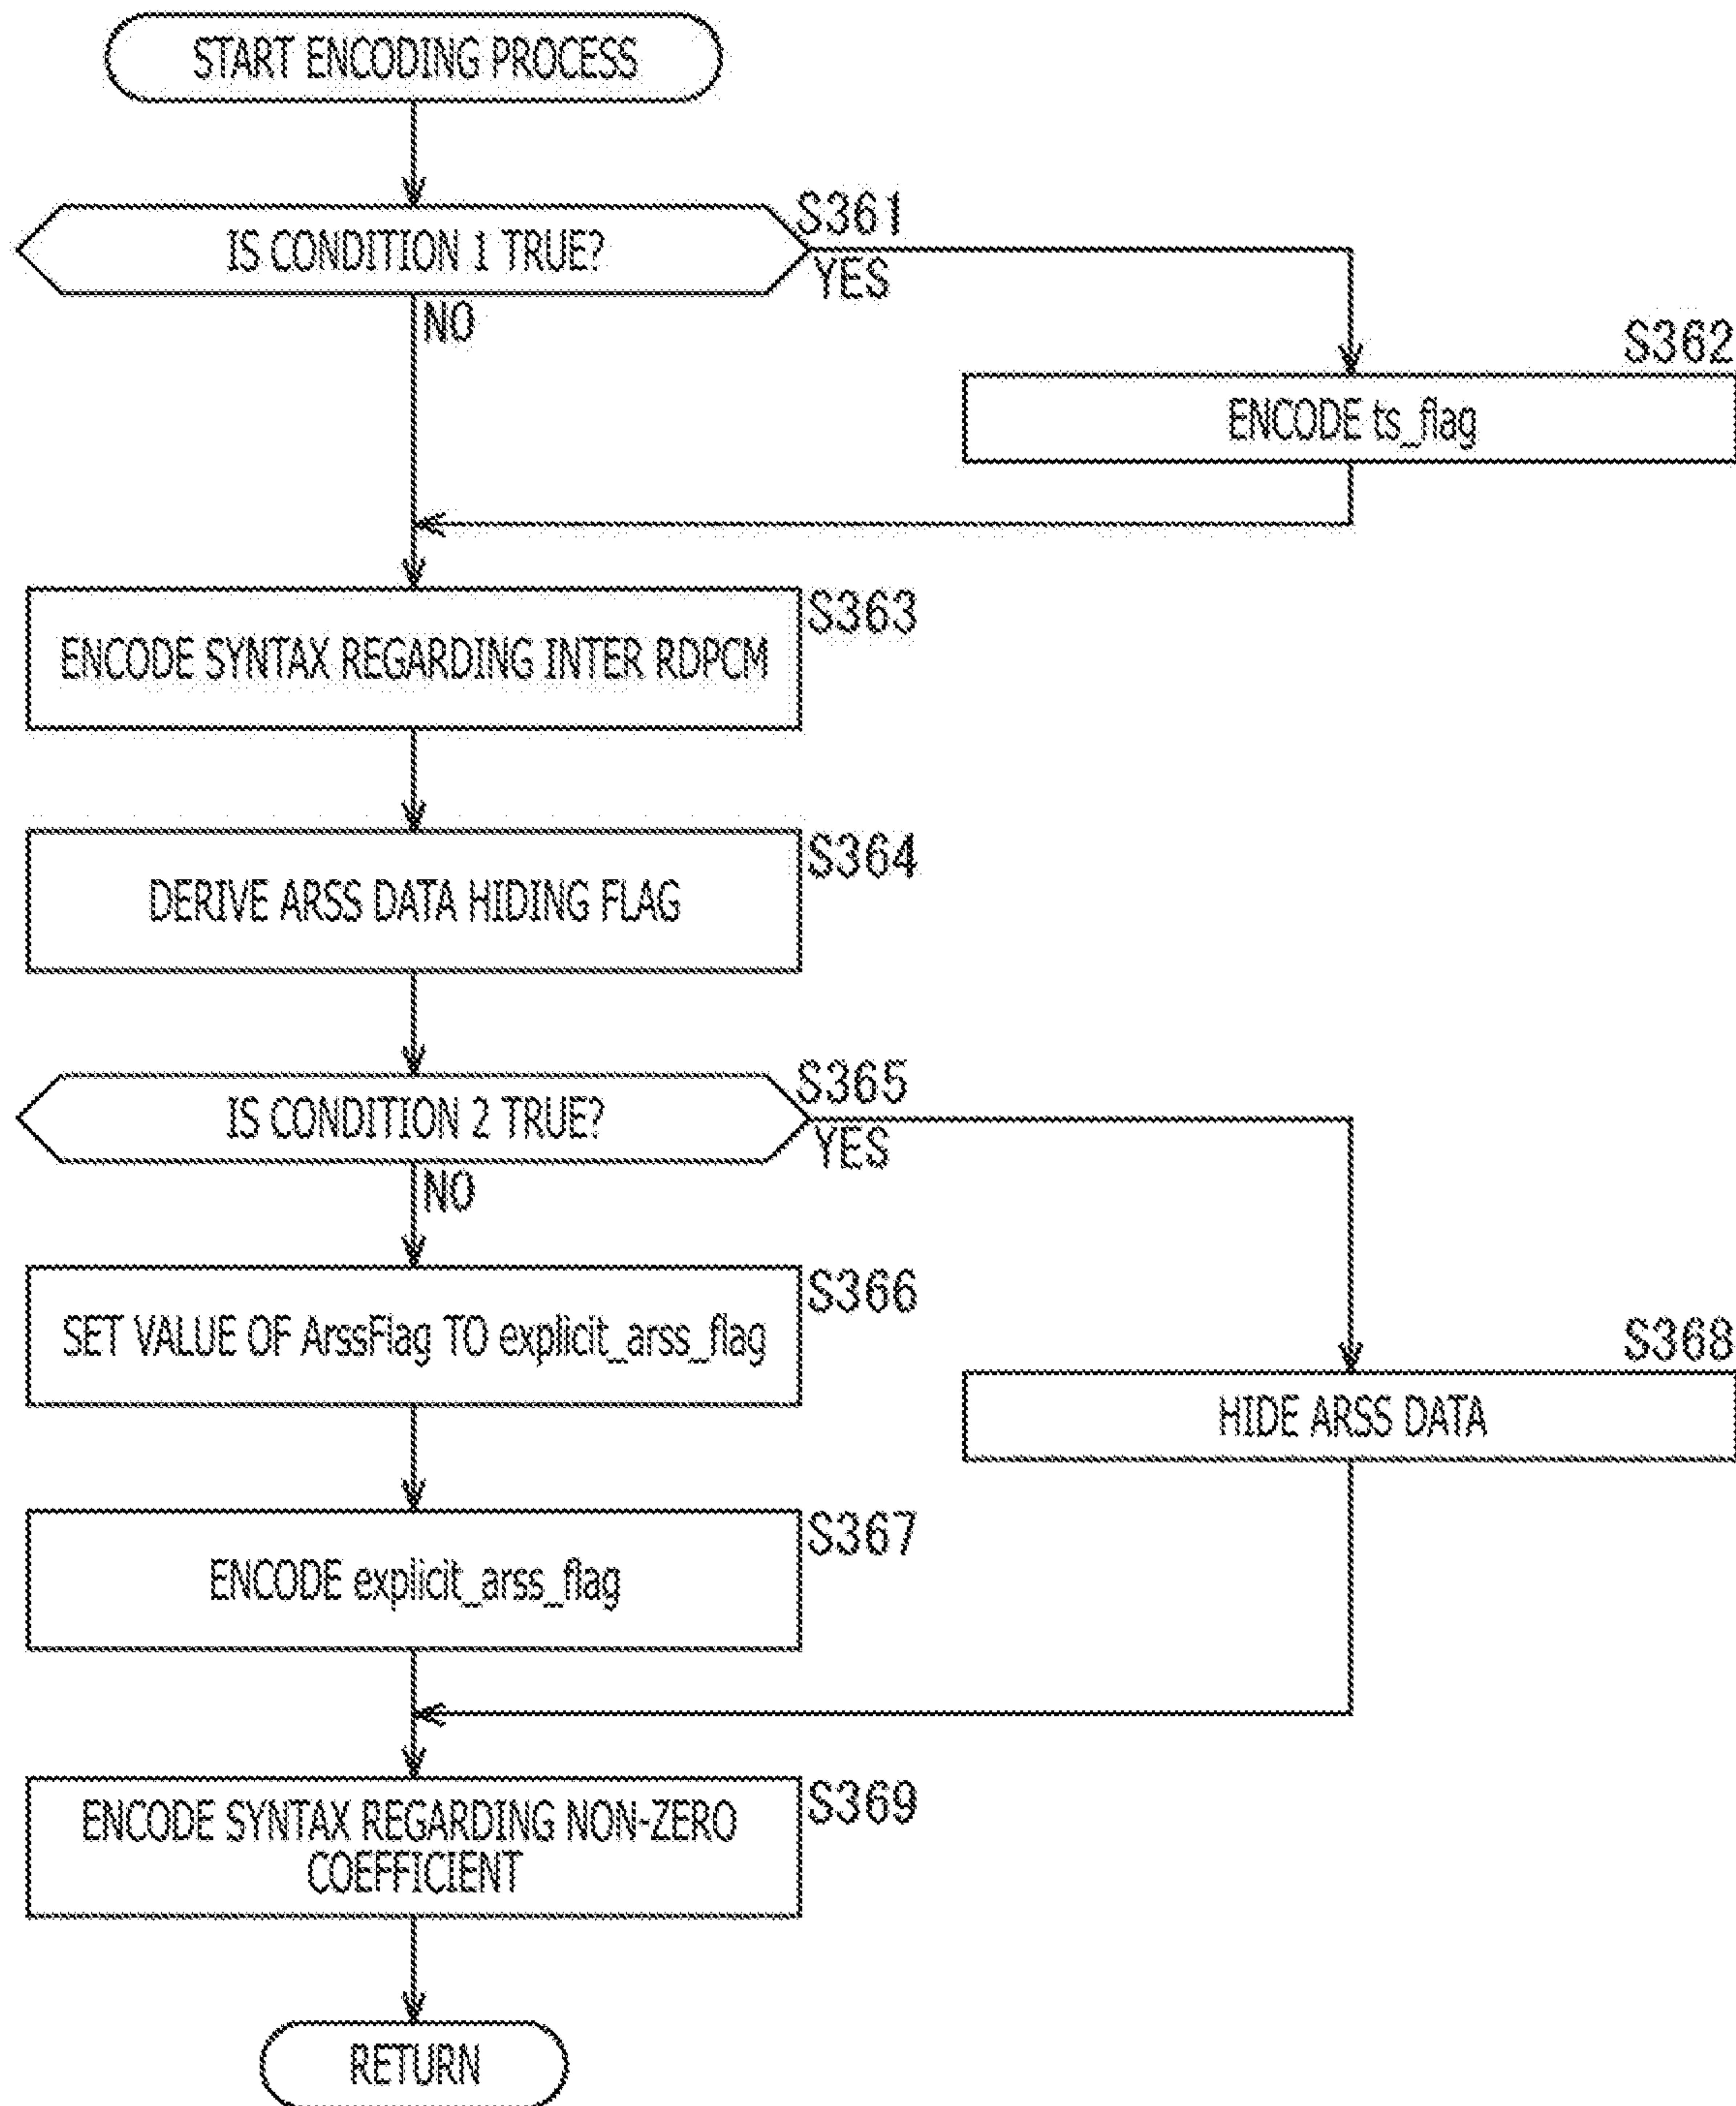 START ENCODING PROCESS
S361
IS CONDITION 1 TRUE?
YES
NO
S362
ENCODE ts_flag
S363
ENCODE SYNTAX REGARDING INTER RDPCM
S364
DERIVE ARSS DATA HIDING FLAG
S365
IS CONDITION 2 TRUE?
YES
NO
S366
SET VALUE OF ArssFlag TO explicit_arss_flag
S368
HIDE ARSS DATA
S367
ENCODE explicit_arss_flag
S369
ENCODE SYNTAX REGARDING NON-ZERO
COEFFICIENT
RETURN